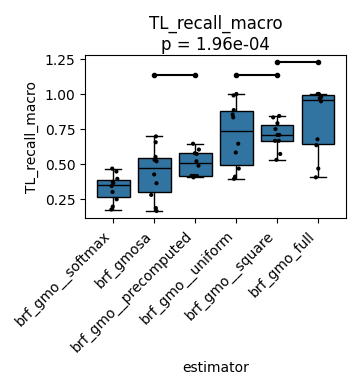 TL_recall_macro
p = 1.96e-04
TL_recall_macro
1.25
1.00
0.75
0.50
0.25
brf_gmo__softmax
brf_gmosa
brf_gmo__precomputed
brf_gmo__uniform
brf_gmo__square
brf_gmo_full
estimator